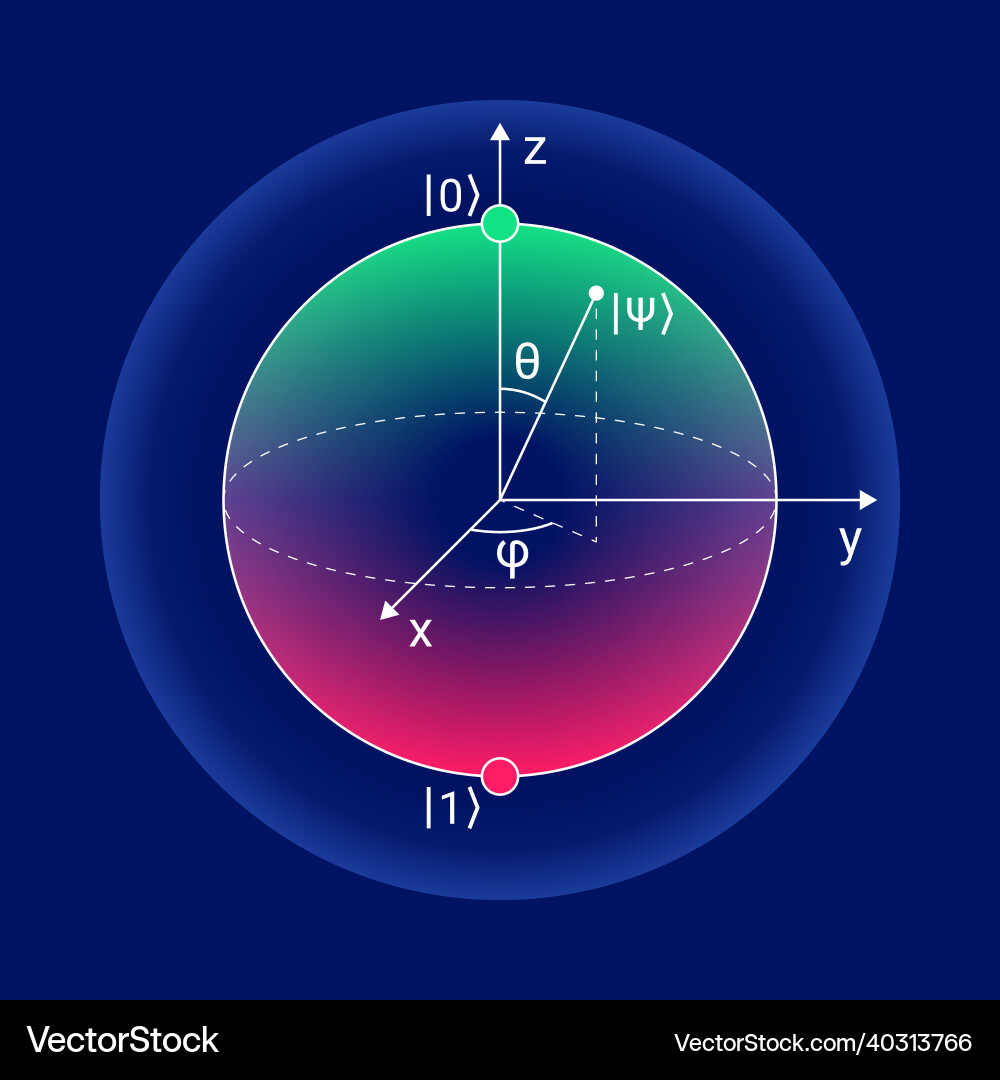 z
|0⟩
|Ψ⟩
θ
y
φ
x
|1⟩
VectorStock
VectorStock.com/40313766